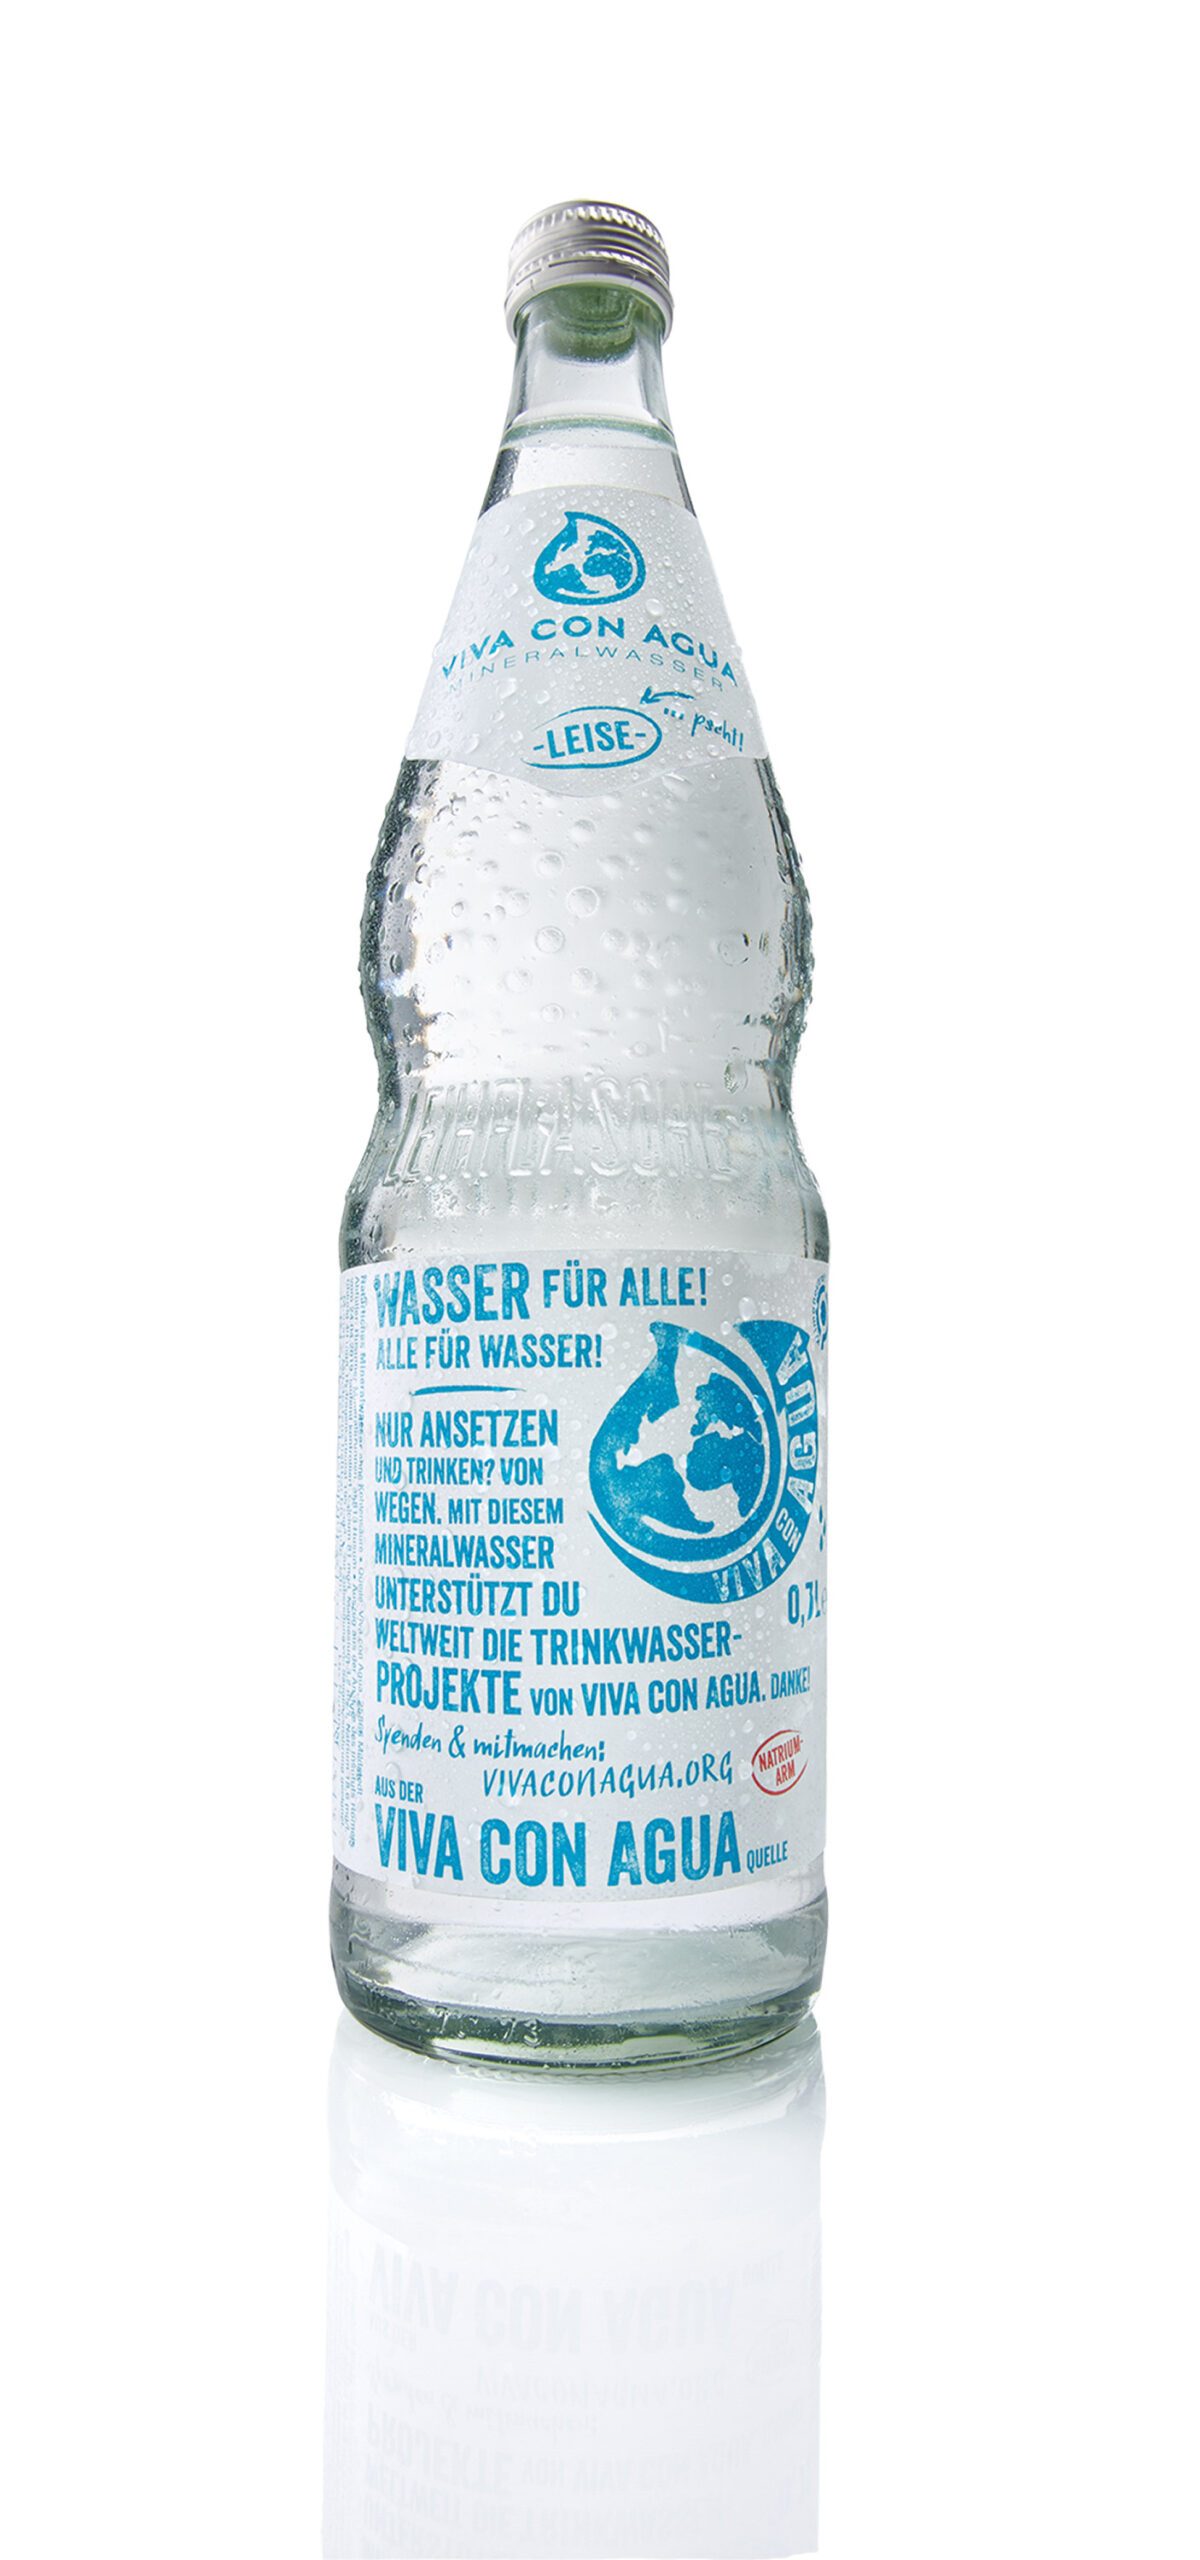 VIVA CON AGUA
MINERALWASSER
-LEISE-
... pscht!
LEIHFLASCHE
WASSER FÜR ALLE!
ALLE FÜR WASSER!
NUR ANSETZEN
UND TRINKEN? VON
WEGEN. MIT DIESEM
MINERALWASSER
UNTERSTÜTZT DU
WELTWEIT DIE TRINKWASSER-
PROJEKTE VON VIVA CON AGUA. DANKE!
VIVA CON AGUA
0,7L
Spenden & mitmachen:
VIVACONAGUA.ORG
NATRIUM-
ARM
AUS DER
VIVA CON AGUA QUELLE